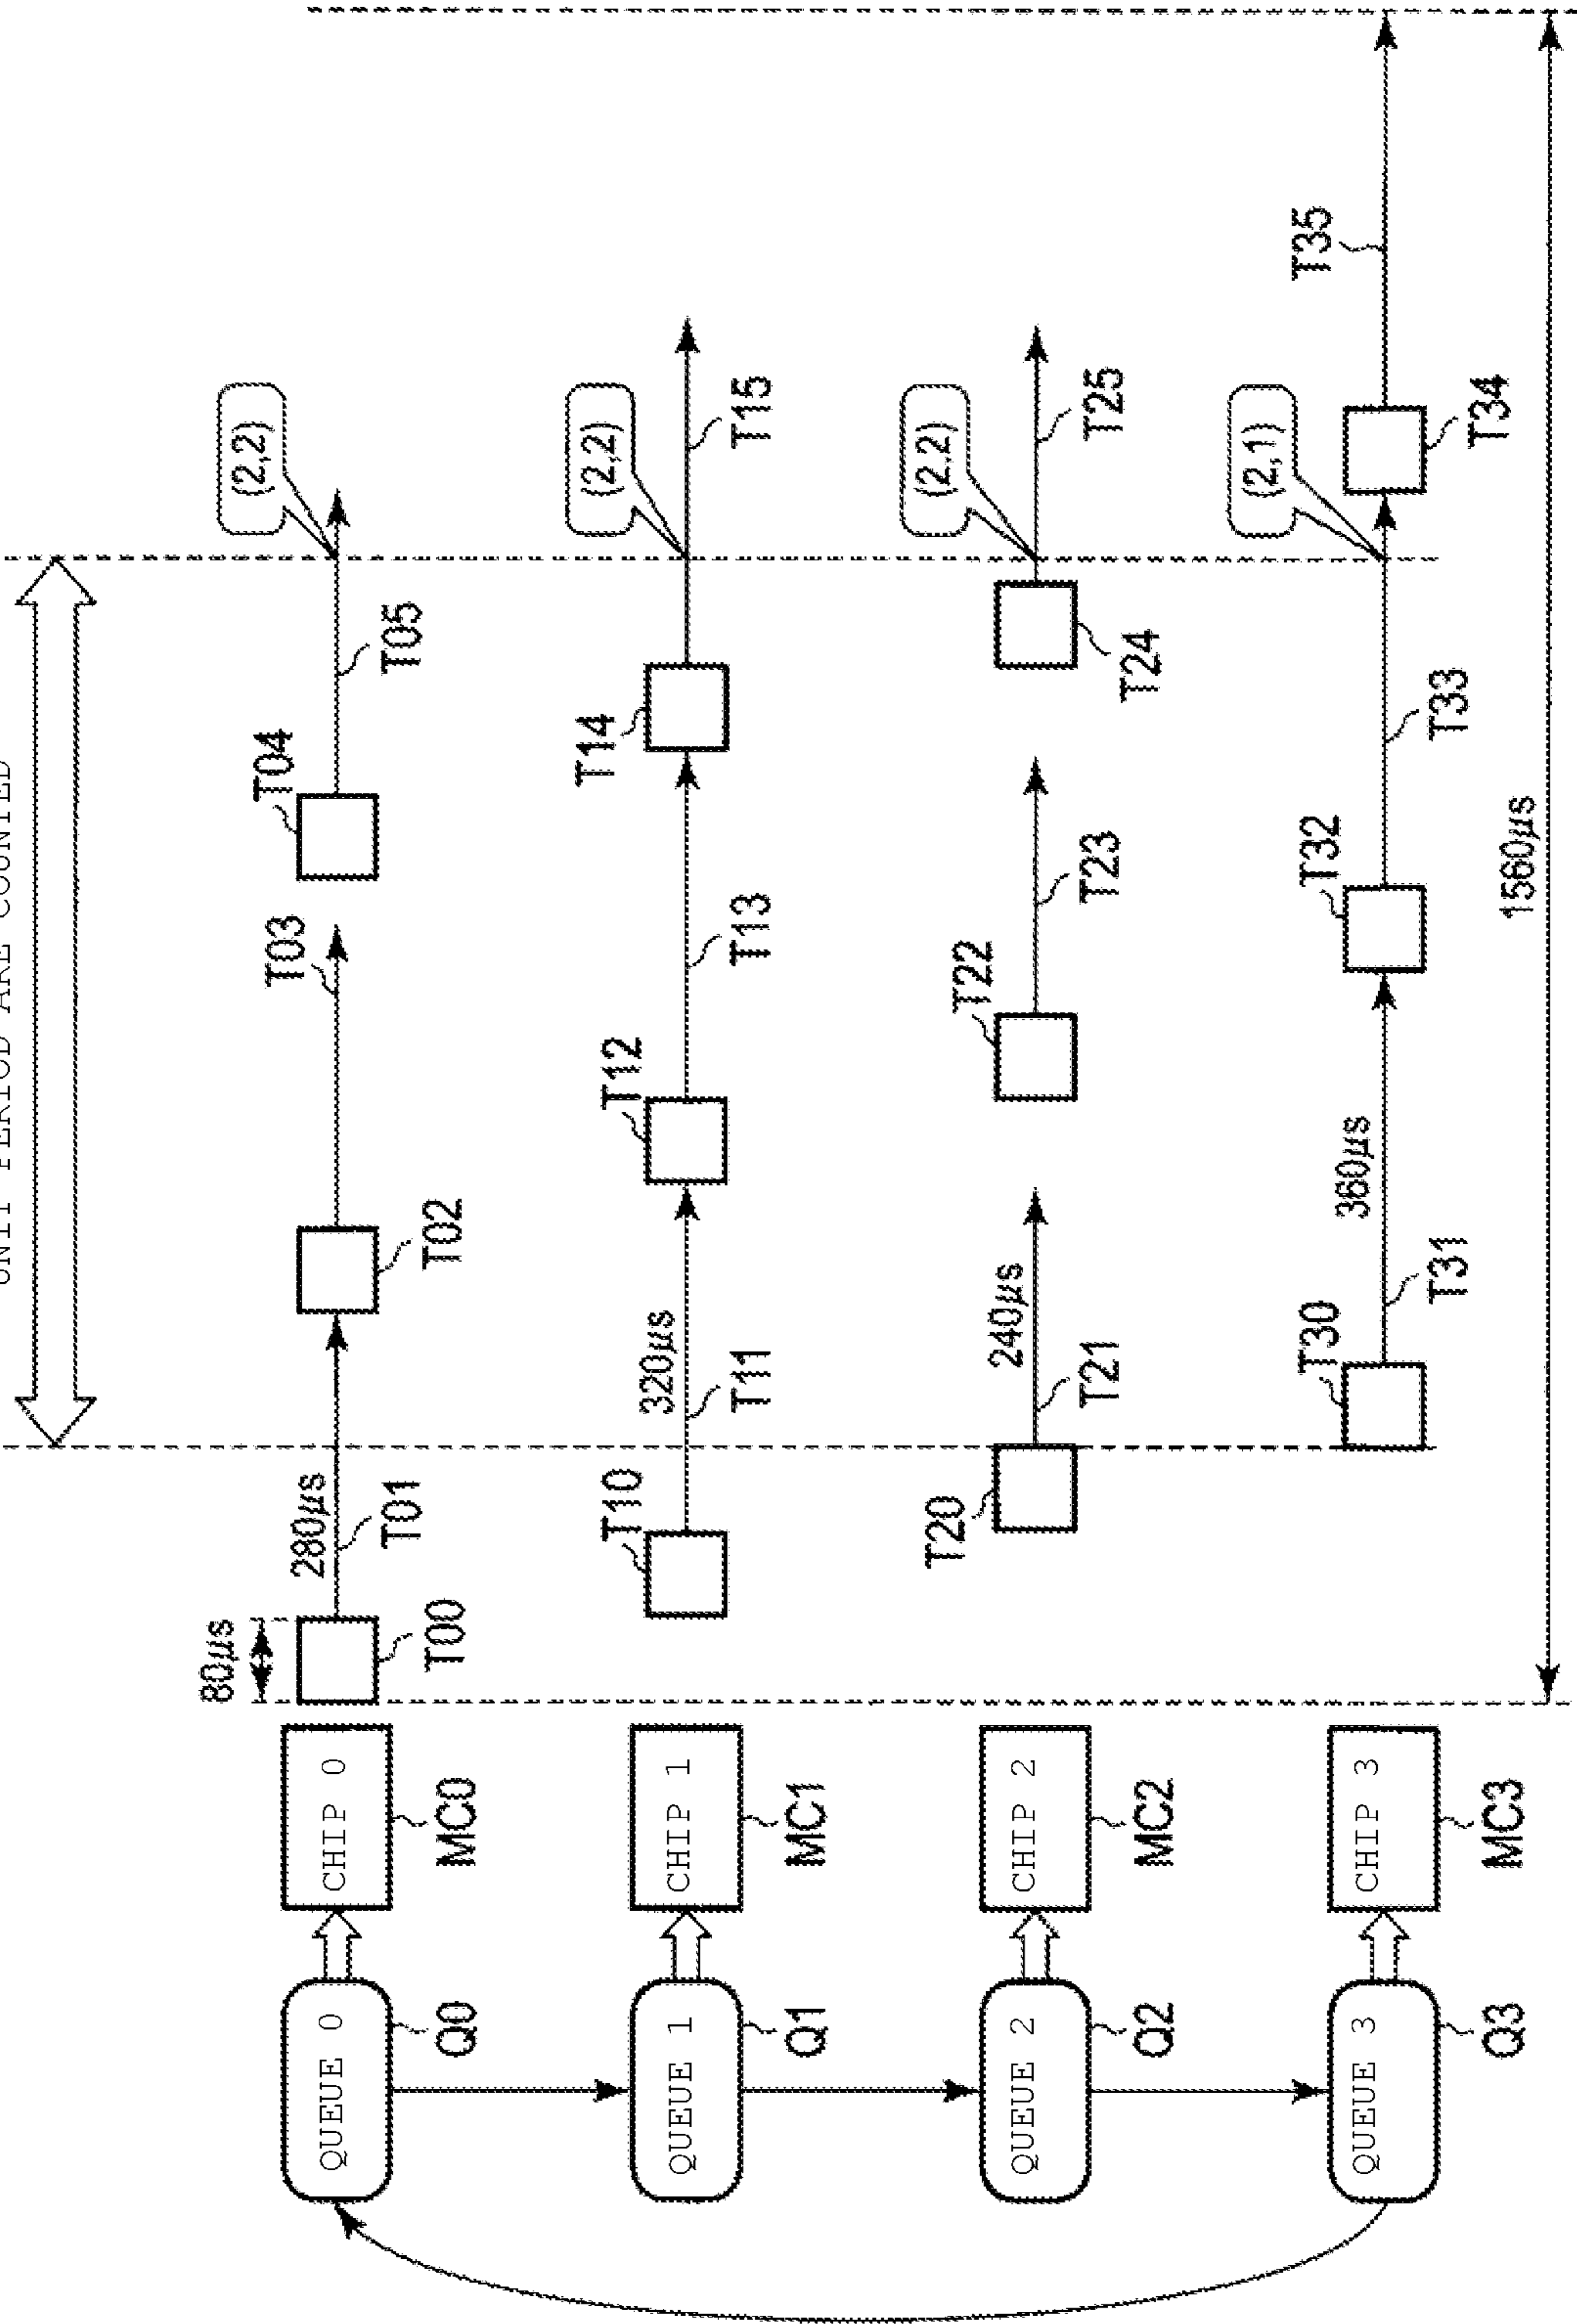 UNIT PERIOD ARE COUNTED
QUEUE 0
Q0
CHIP 0
MC0
80μs
T00
280μs
T01
T02
T03
T04
T05
(2,2)
QUEUE 1
Q1
CHIP 1
MC1
T10
320μs
T11
T12
T13
T14
T15
(2,2)
QUEUE 2
Q2
CHIP 2
MC2
T20
240μs
T21
T22
T23
T24
T25
(2,2)
QUEUE 3
Q3
CHIP 3
MC3
T30
360μs
T31
T32
T33
T34
T35
(2,1)
1560μs